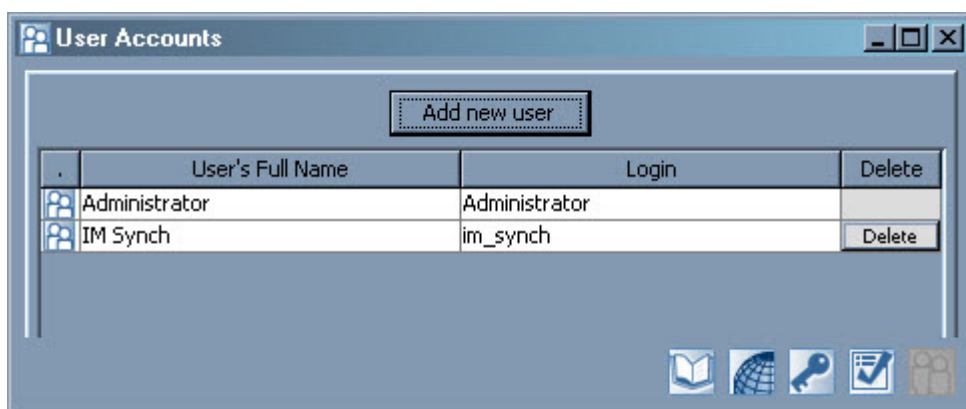 User Accounts
Add new user
. User's Full Name Login Delete
Administrator Administrator
IM Synch im_synch Delete